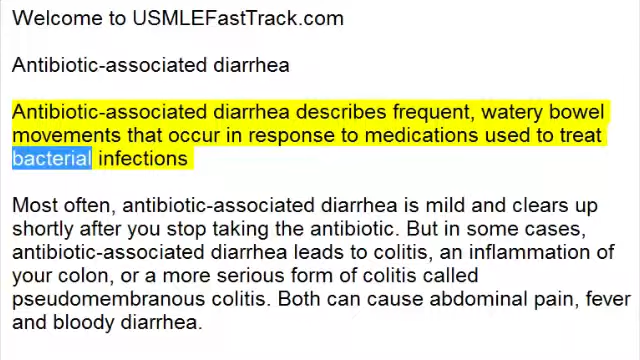 Welcome to USMLEFastTrack.com
Antibiotic-associated diarrhea
Antibiotic-associated diarrhea describes frequent, watery bowel
movements that occur in response to medications used to treat
bacterial infections
Most often, antibiotic-associated diarrhea is mild and clears up
shortly after you stop taking the antibiotic. But in some cases,
antibiotic-associated diarrhea leads to colitis, an inflammation of
your colon, or a more serious form of colitis called
pseudomembranous colitis. Both can cause abdominal pain, fever
and bloody diarrhea.